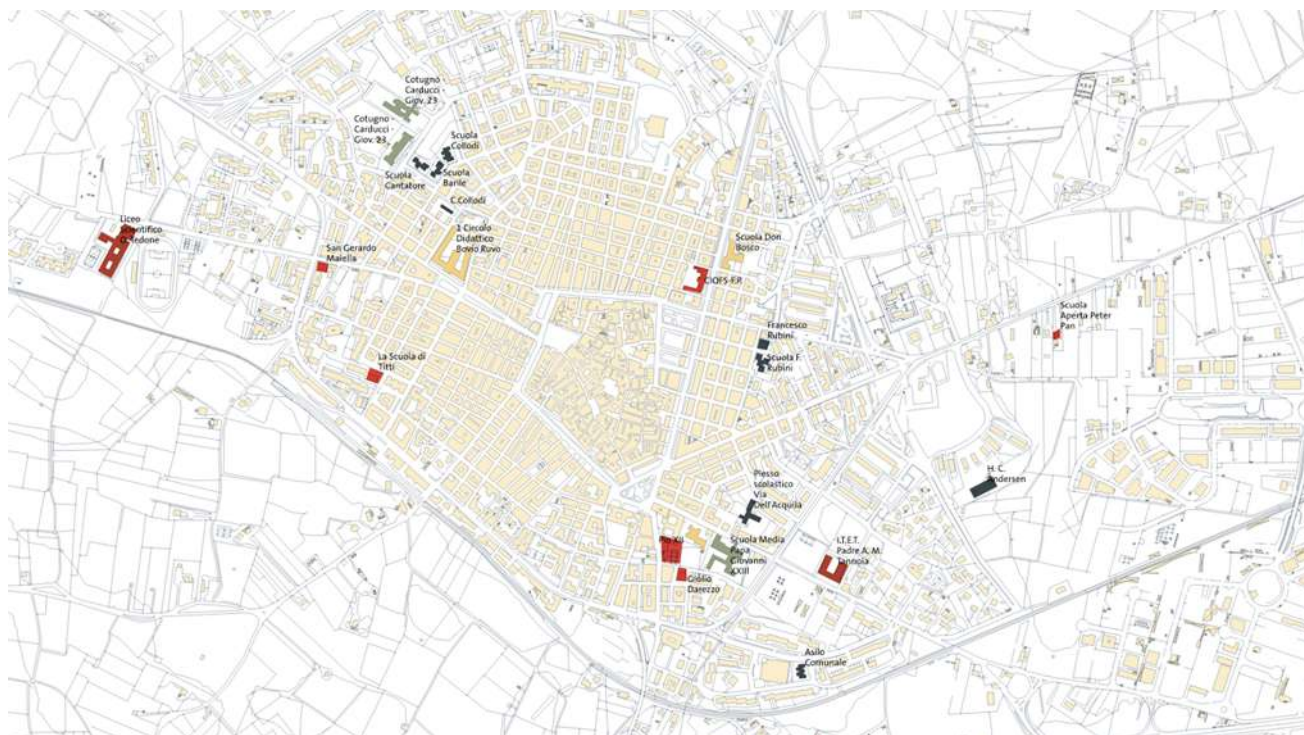 Cotugno
Carducci -
Giov. 23
Cotugno
Carducci -
Giov. 23
Scuola
Collodi
Scuola
Cantatore
Scuola
Barile
C.Collodi
1 Circolo
Didattico
Bovio Ruvo
Liceo
Scientifico
O. Tedone
San Gerardo
Maiella
Scuola Don
Bosco
CIOFS-F.P.
Scuola
Aperta Peter
Pan
Francesco
Rubini
Scuola F.
Rubini
La Scuola di
Titti
H. C.
Andersen
Plesso
scolastico
Via
Dell'Acquila
Pio XII
Scuola Media
Papa
Giovanni
XXIII
I.T.E.T.
Padre A. M.
Tannoia
Giulio
Darezzo
Asilo
Comunale